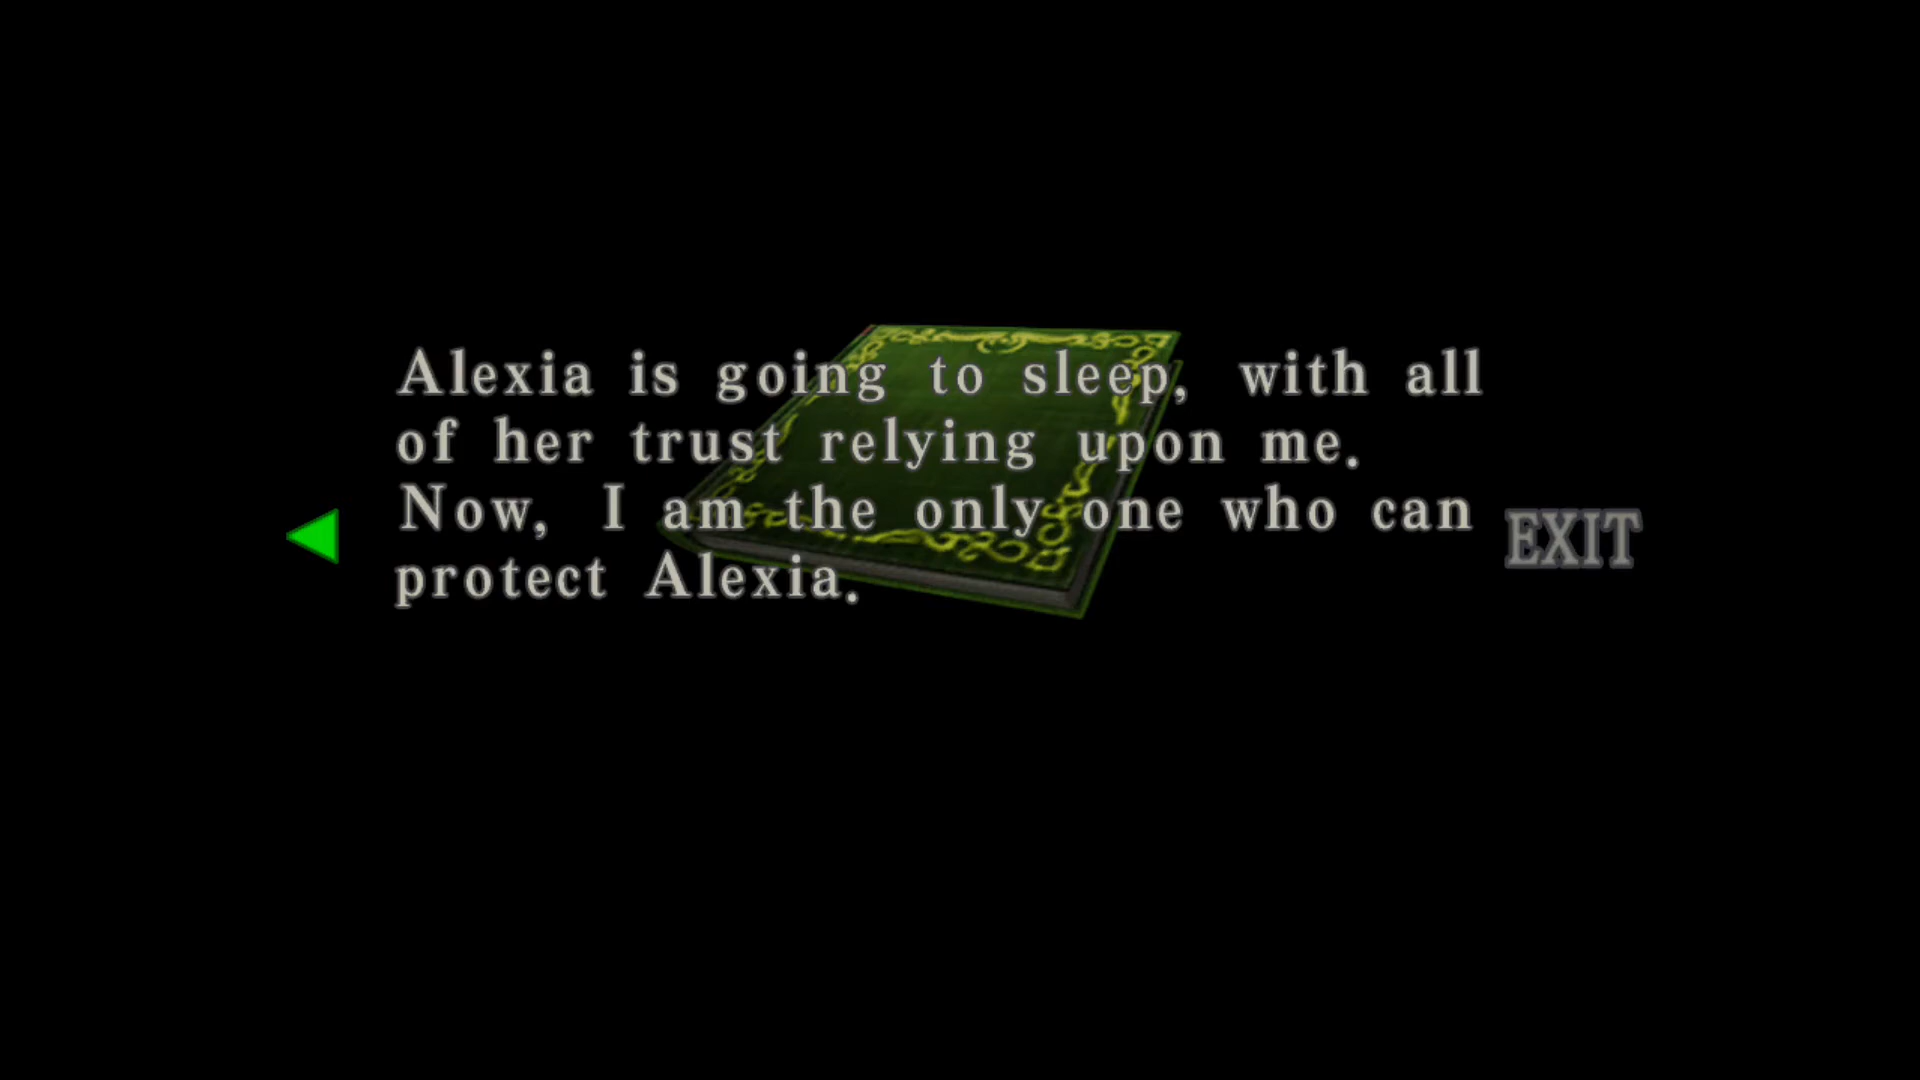 Alexia is going to sleep, with all
of her trust relying upon me.
Now, I am the only one who can
protect Alexia.
EXIT